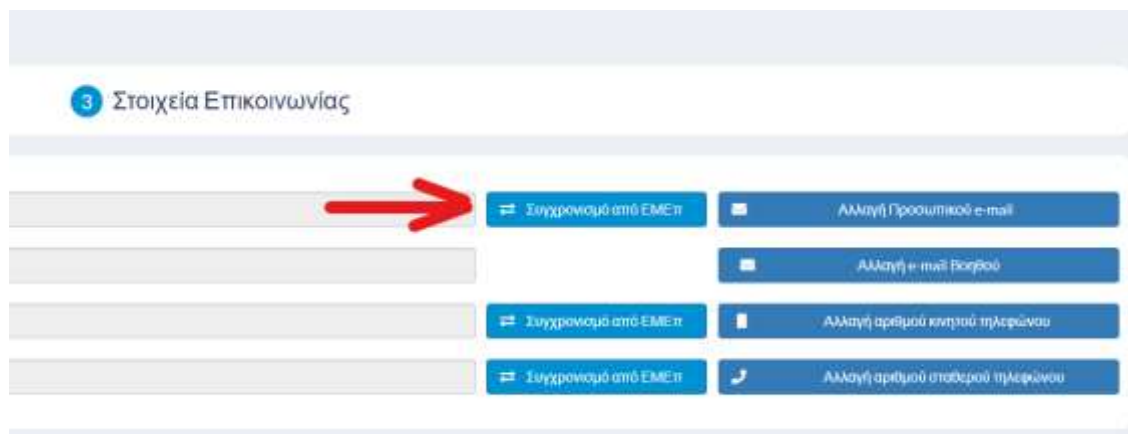 3 Στοιχεία Επικοινωνίας
Συγχρονισμό από ΕΜΕπ
Αλλαγή Προσωπικού e-mail
Αλλαγή e-mail Βοηθού
Συγχρονισμό από ΕΜΕπ
Αλλαγή αριθμού κινητού τηλεφώνου
Συγχρονισμό από ΕΜΕπ
Αλλαγή αριθμού σταθερού τηλεφώνου